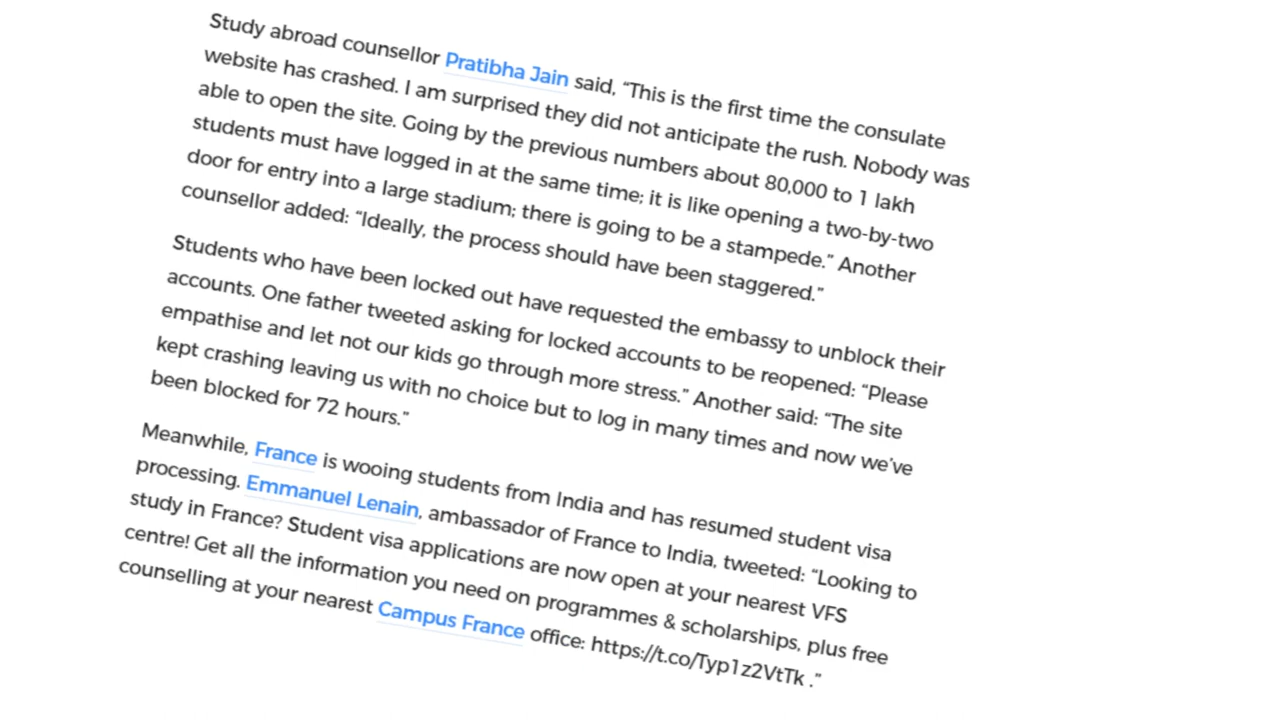 Study abroad counsellor Pratibha Jain said, “This is the first time the consulate
website has crashed. I am surprised they did not anticipate the rush. Nobody was
able to open the site. Going by the previous numbers about 80,000 to 1 lakh
students must have logged in at the same time; it is like opening a two-by-two
door for entry into a large stadium; there is going to be a stampede.” Another
counsellor added: “Ideally, the process should have been staggered.”
Students who have been locked out have requested the embassy to unblock their
accounts. One father tweeted asking for locked accounts to be reopened: “Please
empathise and let not our kids go through more stress.” Another said: “The site
kept crashing leaving us with no choice but to log in many times and now we’ve
been blocked for 72 hours.”
Meanwhile, France is wooing students from India and has resumed student visa
processing. Emmanuel Lenain, ambassador of France to India, tweeted: “Looking to
study in France? Student visa applications are now open at your nearest VFS
centre! Get all the information you need on programmes & scholarships, plus free
counselling at your nearest Campus France office: https://t.co/Typ1z2VtTk .”